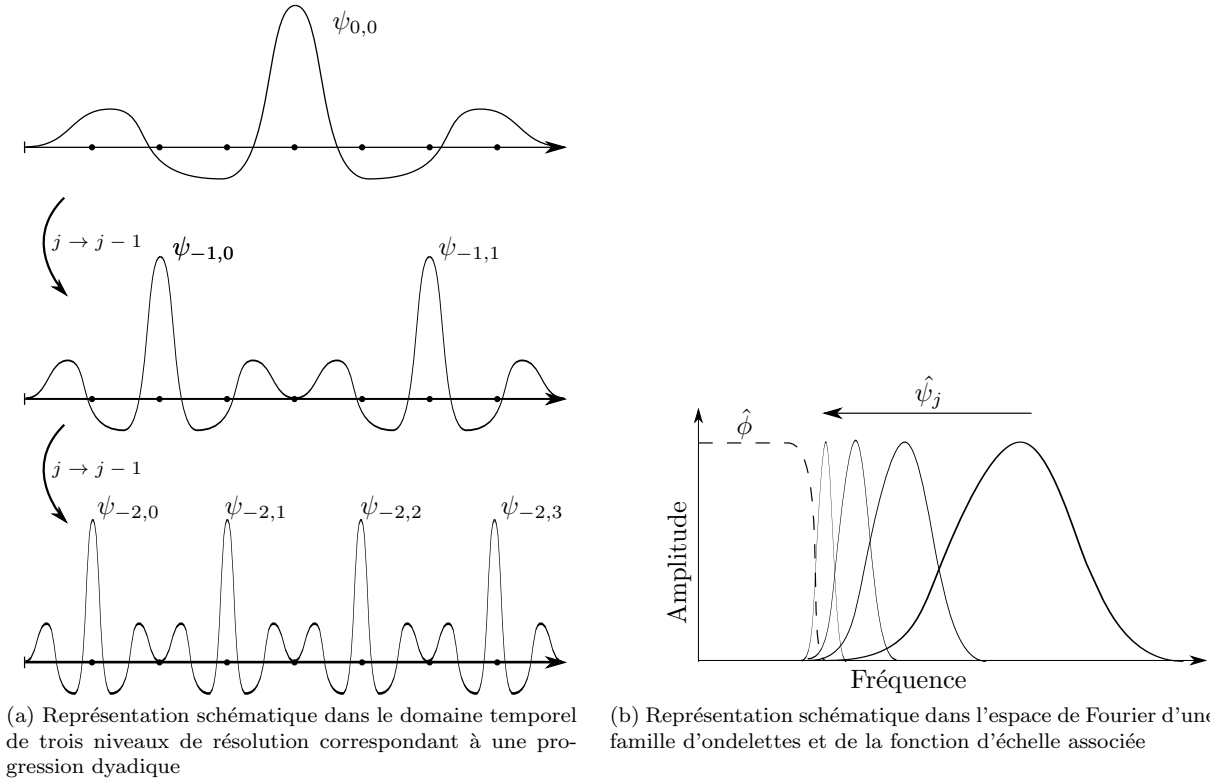 ψ0,0
j → j − 1
ψ−1,0
ψ−1,1
j → j − 1
ψ−2,0
ψ−2,1
ψ−2,2
ψ−2,3
(a) Représentation schématique dans le domaine temporel
de trois niveaux de résolution correspondant à une pro-
gression dyadique
ψ̂j
ϕ̂
Amplitude
Fréquence
(b) Représentation schématique dans l'espace de Fourier d'une
famille d'ondelettes et de la fonction d'échelle associée